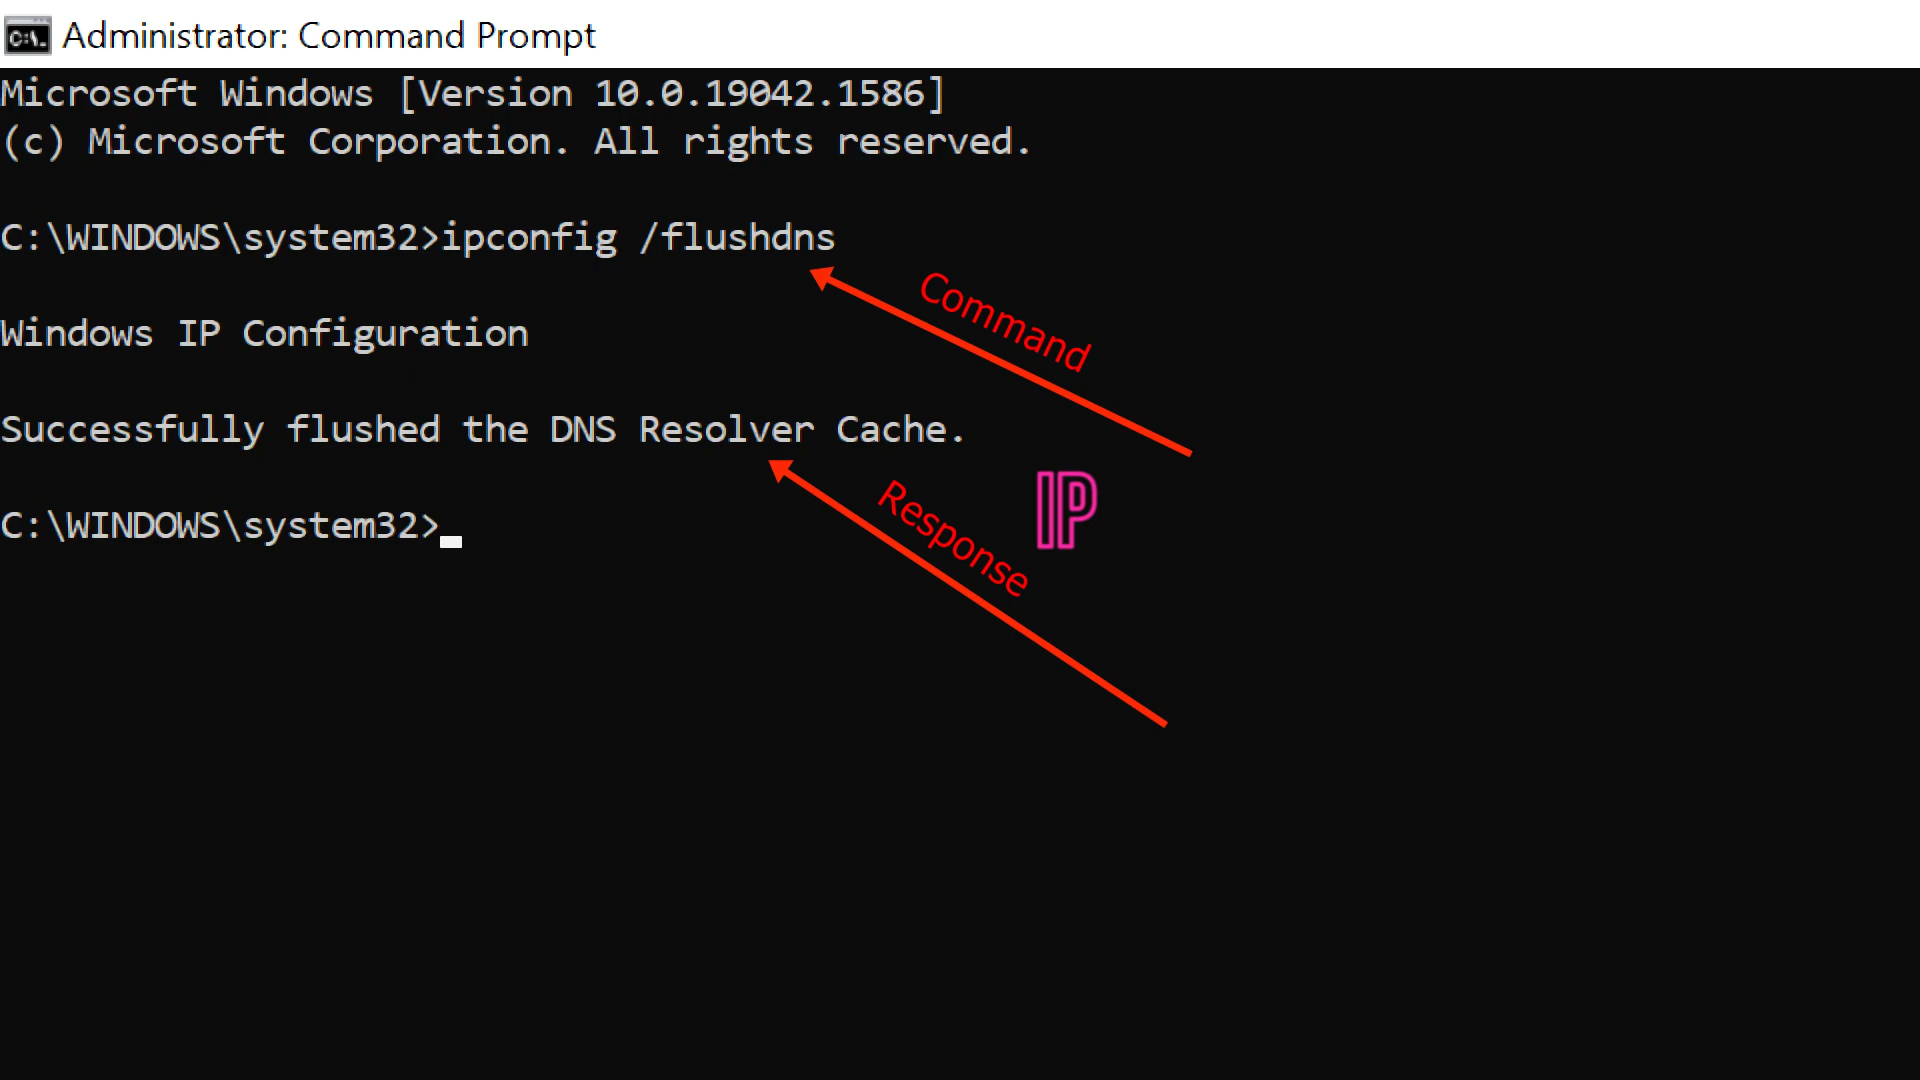 Administrator: Command Prompt
Microsoft Windows [Version 10.0.19042.1586]
(c) Microsoft Corporation. All rights reserved.
C:\WINDOWS\system32>ipconfig /flushdns
Command
Windows IP Configuration
Successfully flushed the DNS Resolver Cache.
Response
IP
C:\WINDOWS\system32>